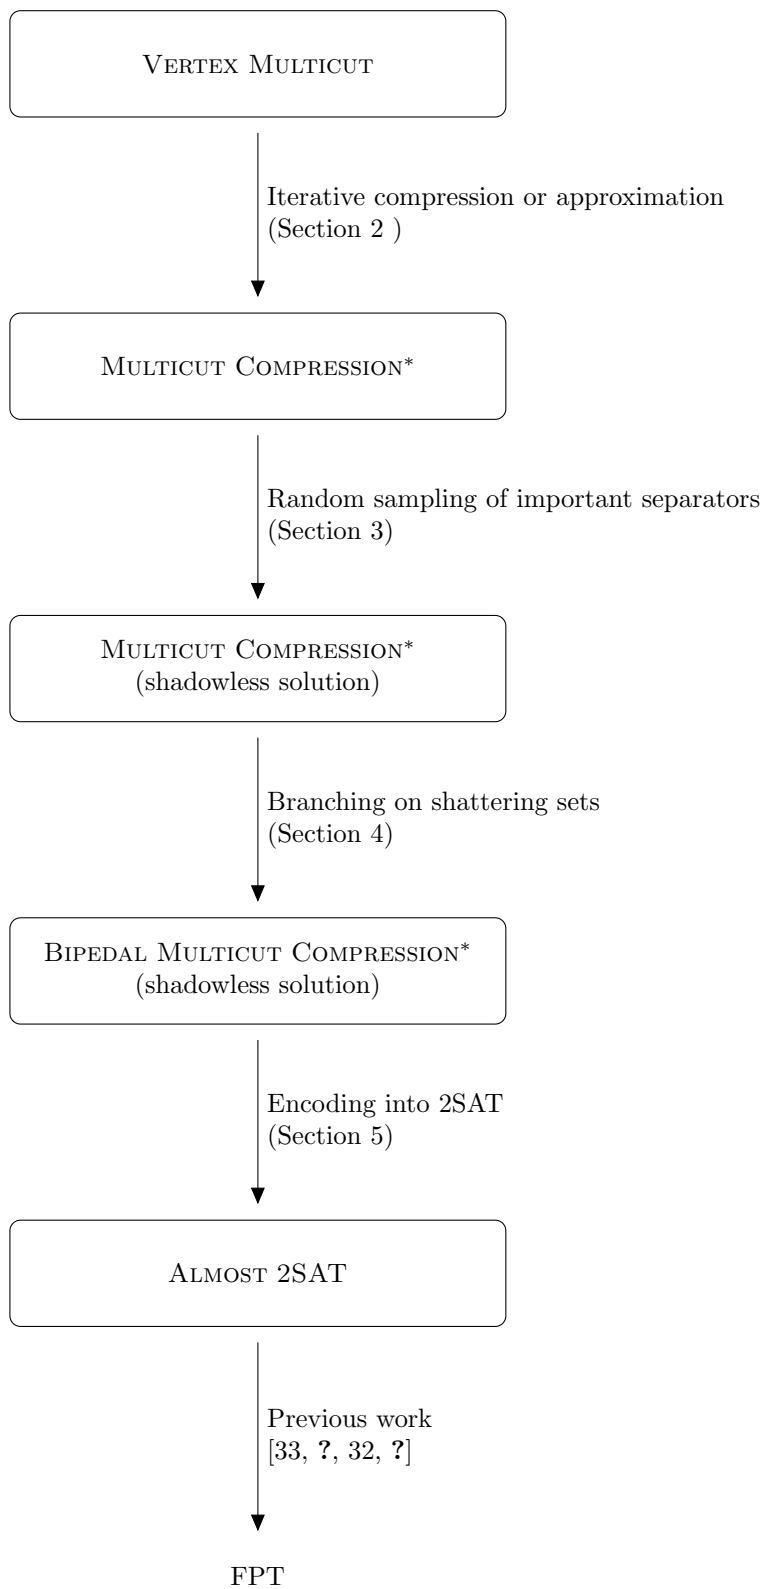 Vertex Multicut
Iterative compression or approximation
(Section 2 )
Multicut Compression*
Random sampling of important separators
(Section 3)
Multicut Compression*
(shadowless solution)
Branching on shattering sets
(Section 4)
Bipedal Multicut Compression*
(shadowless solution)
Encoding into 2SAT
(Section 5)
Almost 2SAT
Previous work
[33, ?, 32, ?]
FPT